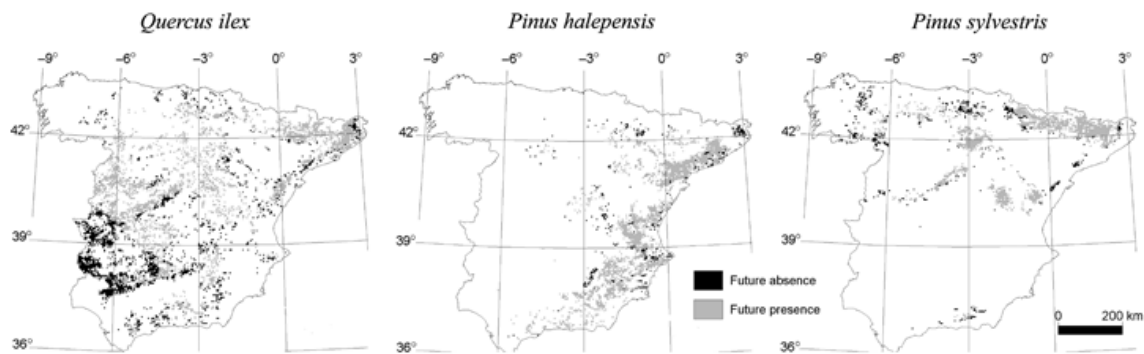 Quercus ilex
Pinus halepensis
Pinus sylvestris
−9° −6° −3° 0° 3°
−9° −6° −3° 0° 3°
−9° −6° −3° 0° 3°
42°
42°
42°
39°
39°
39°
Future absence
Future presence
0 200 km
36°
36°
36°